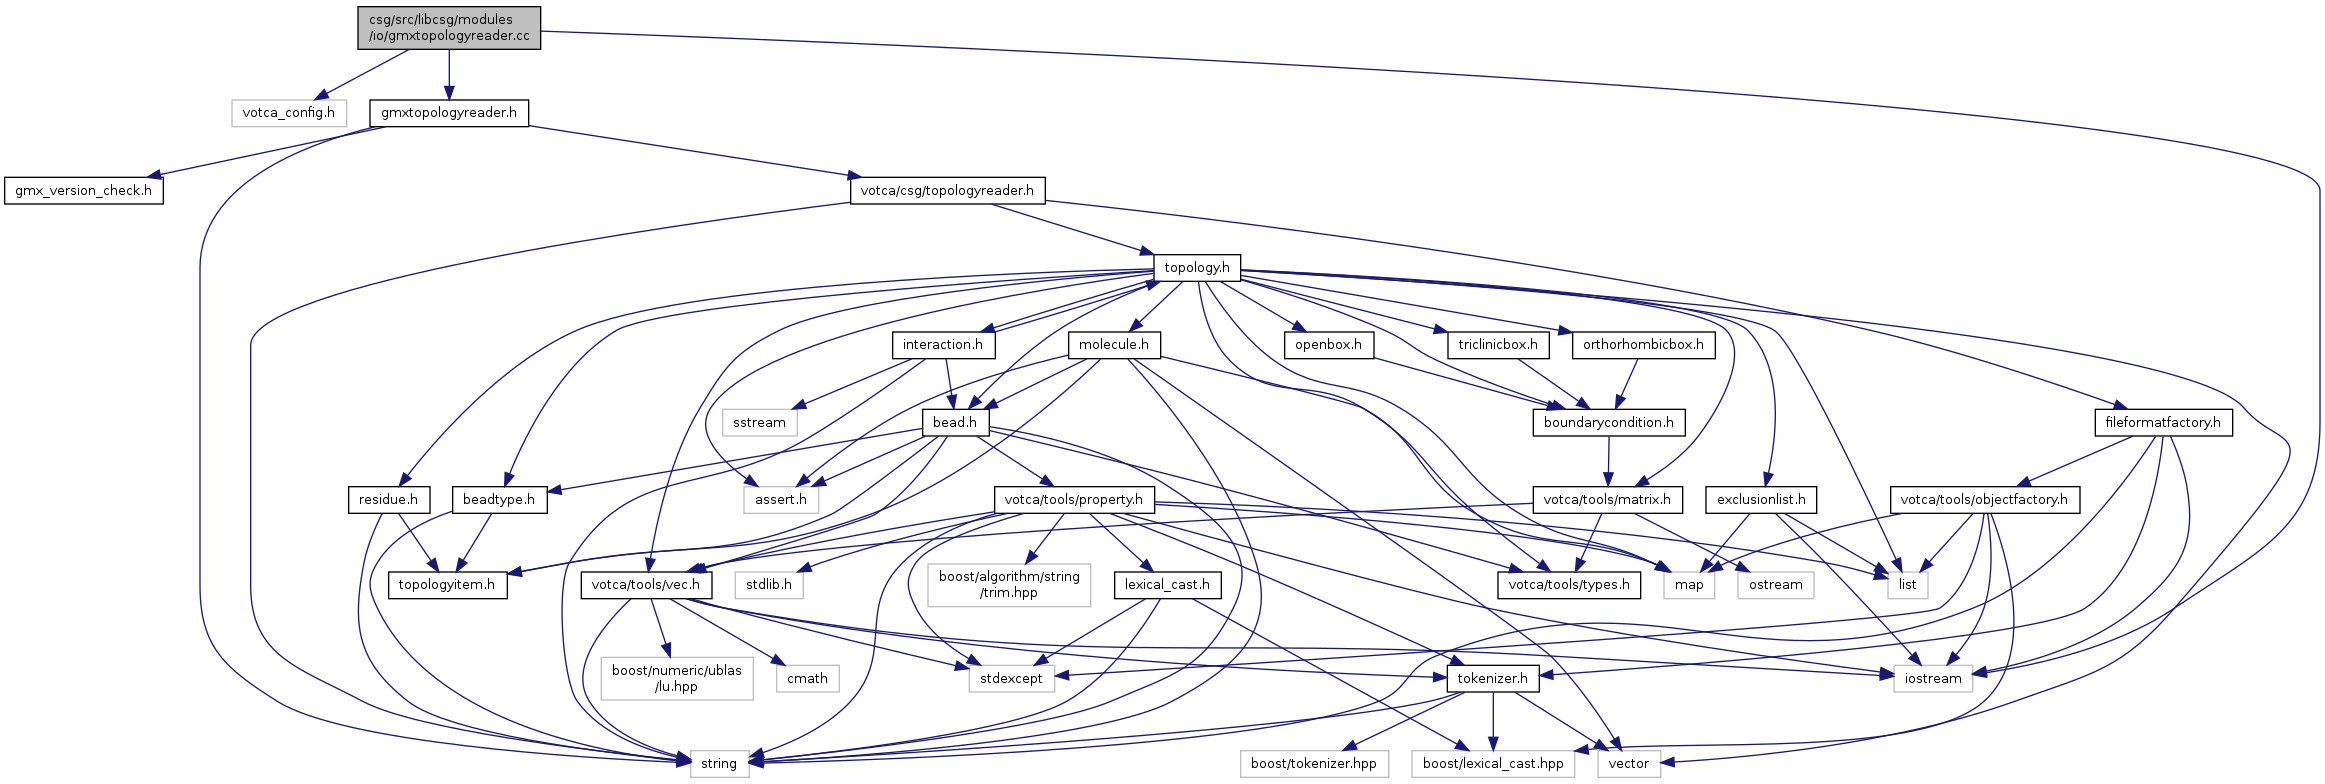 csg/src/libcsg/modules
/io/gmxtopologyreader.cc
votca_config.h
gmxtopologyreader.h
gmx_version_check.h
votca/csg/topologyreader.h
topology.h
interaction.h
molecule.h
openbox.h
triclinicbox.h
orthorhombicbox.h
sstream
bead.h
boundarycondition.h
fileformatfactory.h
residue.h
beadtype.h
assert.h
votca/tools/property.h
votca/tools/matrix.h
exclusionlist.h
votca/tools/objectfactory.h
topologyitem.h
votca/tools/vec.h
stdlib.h
boost/algorithm/string
/trim.hpp
lexical_cast.h
votca/tools/types.h
map
ostream
list
boost/numeric/ublas
/lu.hpp
cmath
stdexcept
tokenizer.h
iostream
string
boost/tokenizer.hpp
boost/lexical_cast.hpp
vector